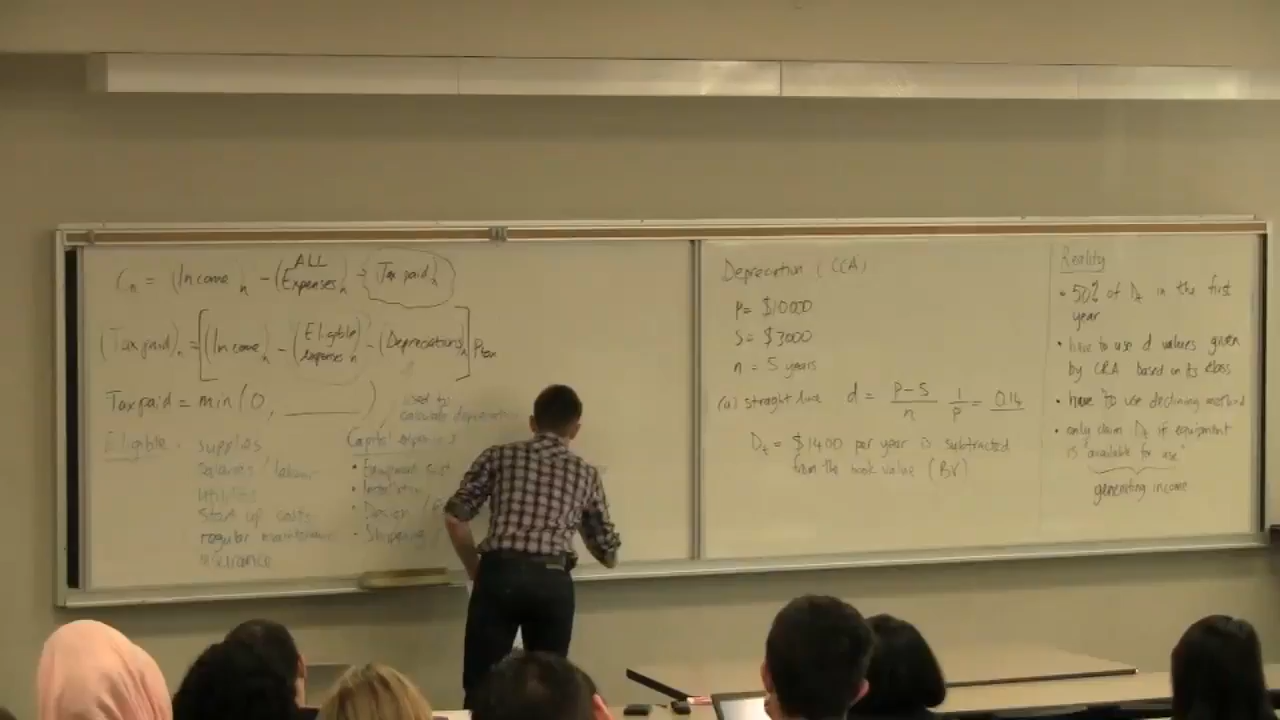 Cn = (Income)n - (ALL Expenses)n - (Tax paid)n
(Tax paid)n = [(Income)n - (Eligible expenses)n - (Depreciation)n] Ptax
Tax paid = min(0, ______)
used to
calculate depreciation
Eligible
supplies
salaries / labour
utilities
start up costs
regular maintenance
insurance
Capital expenses
• Equipment cost
• Installation
• Design /
• Shipping /
Depreciation (CCA)
P = $10000
S = $3000
n = 5 years
(a) straight line d = P-S/n 1/P = 0.14
Dt = $1400 per year is subtracted
from the book value (BV)
Reality
• 50% of Dt in the first
year
• have to use d values given
by CRA based on its class
• have to use declining method
• only claim Dt if equipment
is "available for use"
generating income